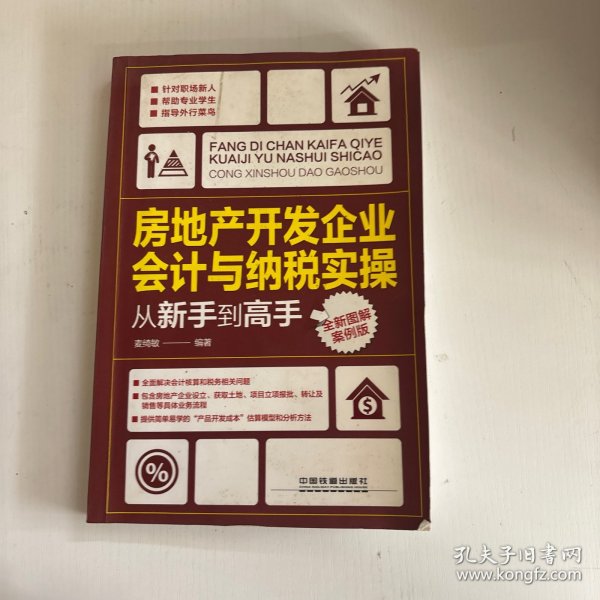 ■ 针对职场新人
■ 帮助专业学生
■ 指导外行菜鸟
FANG DI CHAN KAIFA QIYE
KUAIJI YU NASHUI SHICAO
CONG XINSHOU DAO GAOSHOU
房地产开发企业
会计与纳税实操
从新手到高手
全新图解
案例版
麦绮敏 —— 编著
■ 全面解决会计核算和税务相关问题
■ 包含房地产企业设立、获取土地、项目立项报批、转让及
销售等具体业务流程
■ 提供简单易学的“产品开发成本”估算模型和分析方法
$
%
中国铁道出版社
CHINA RAILWAY PUBLISHING HOUSE
孔夫子旧书网
www.kongfz.com